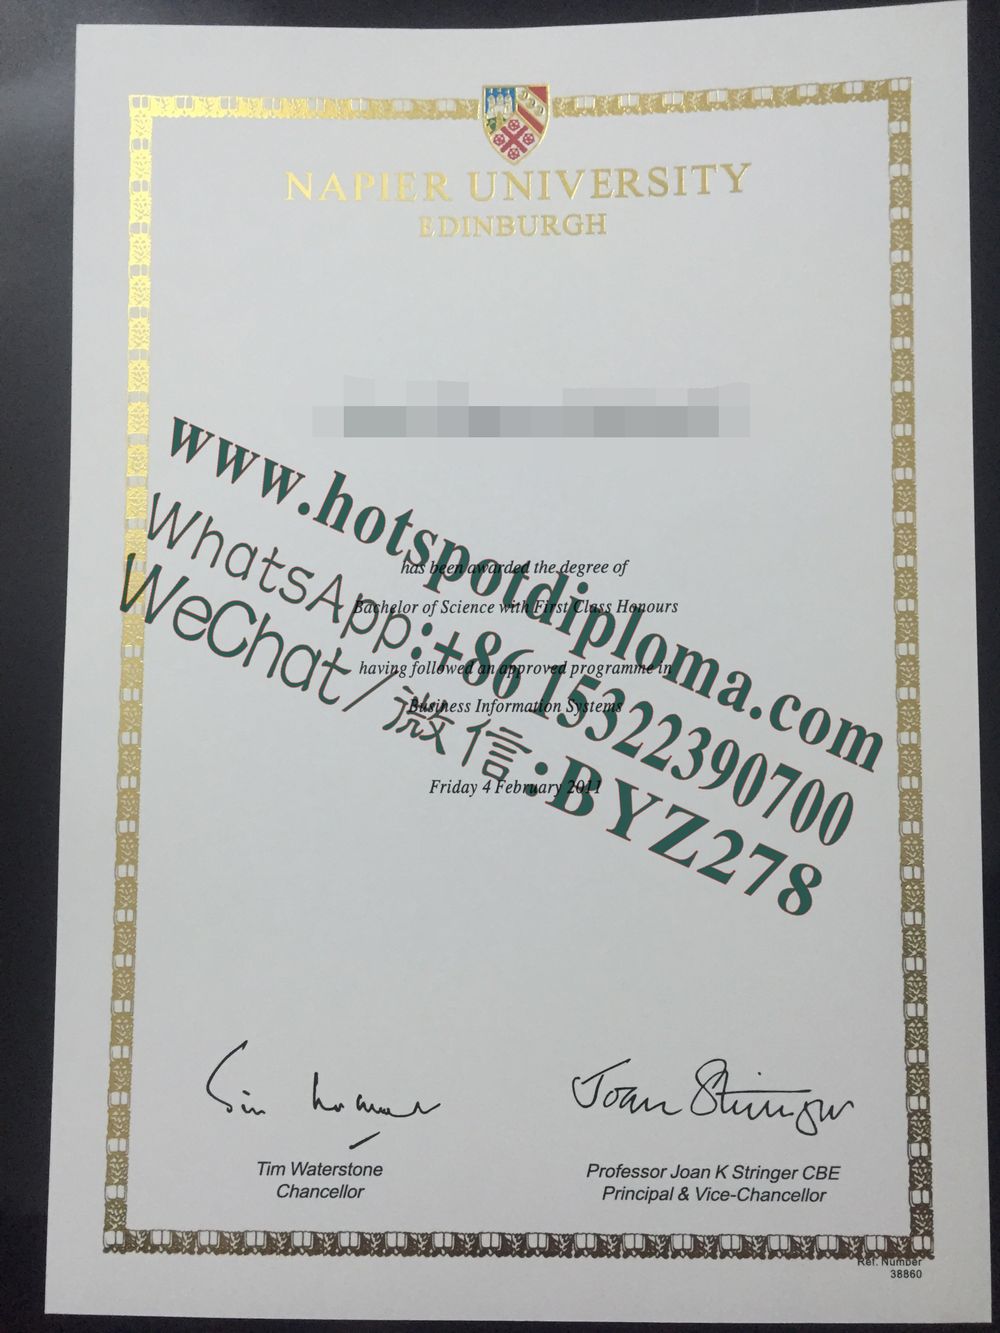 NAPIER UNIVERSITY
EDINBURGH
www.hotspotdiploma.com
WhatsApp:+86 15322390700
WeChat/微信:BYZ278
has been awarded the degree of
Bachelor of Science with First Class Honours
having followed an approved programme in
Business Information Systems
Friday 4 February 2011
Joan Stringer
Tim Waterstone
Chancellor
Professor Joan K Stringer CBE
Principal & Vice-Chancellor
Ref. Number
38860